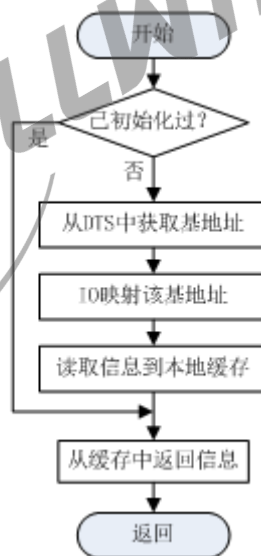 开始
已初始化过？
是
否
从DTS中获取基地址
IO映射该基地址
读取信息到本地缓存
从缓存中返回信息
返回